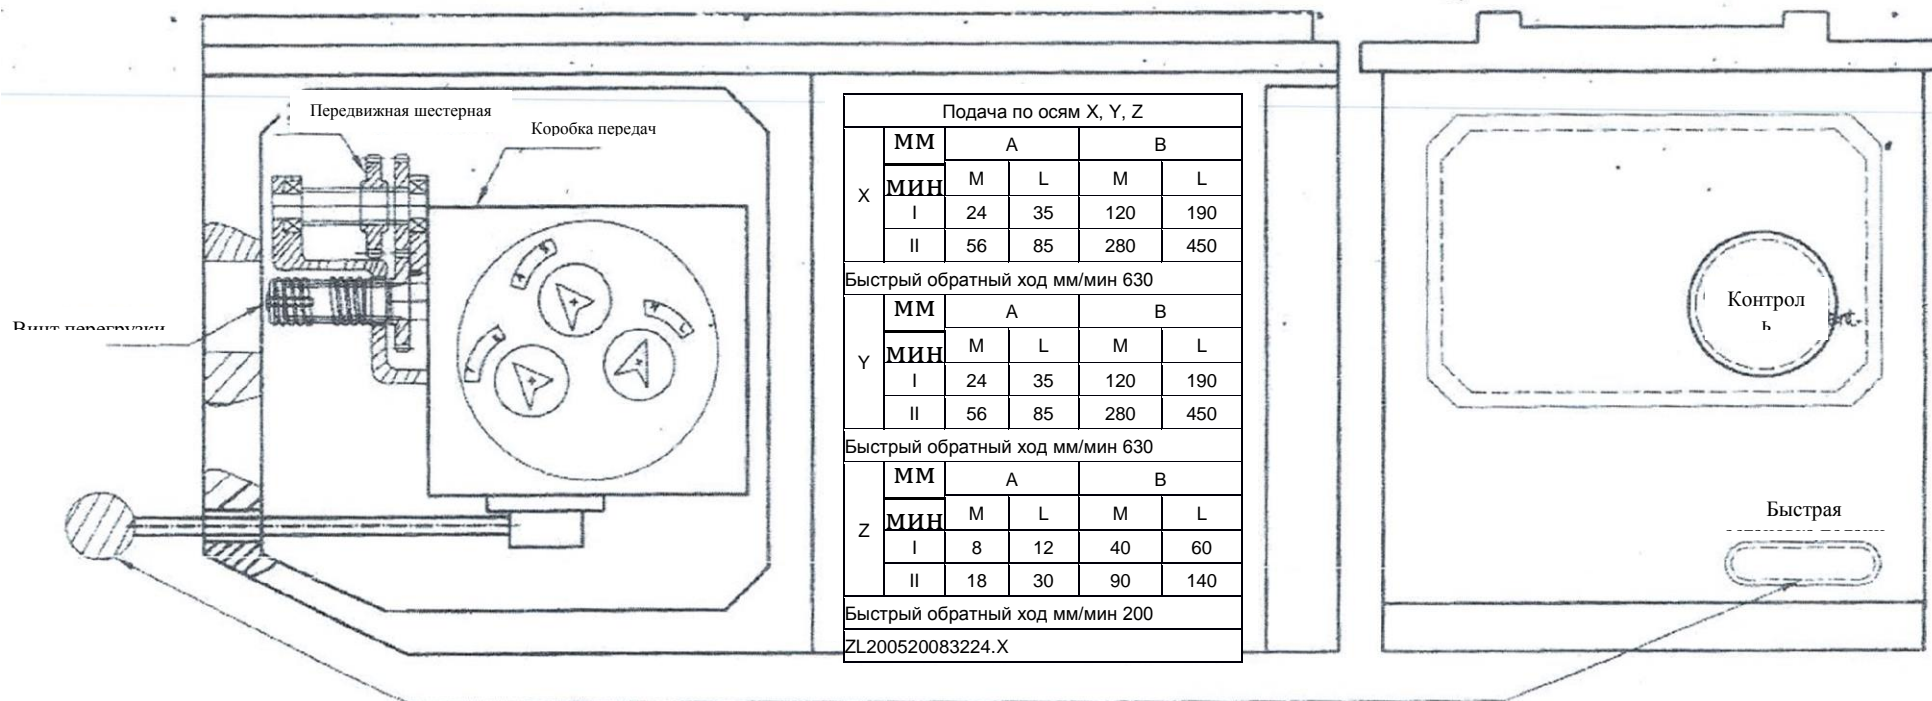 Передвижная шестерная
Коробка передач
Винт перегрузки
Подача по осям X, Y, Z
X мм A B
мин M L M L
I 24 35 120 190
II 56 85 280 450
Быстрый обратный ход мм/мин 630
Y мм A B
мин M L M L
I 24 35 120 190
II 56 85 280 450
Быстрый обратный ход мм/мин 630
Z мм A B
мин M L M L
I 8 12 40 60
II 18 30 90 140
Быстрый обратный ход мм/мин 200
ZL200520083224.X
Контрол
ь
Быстрая